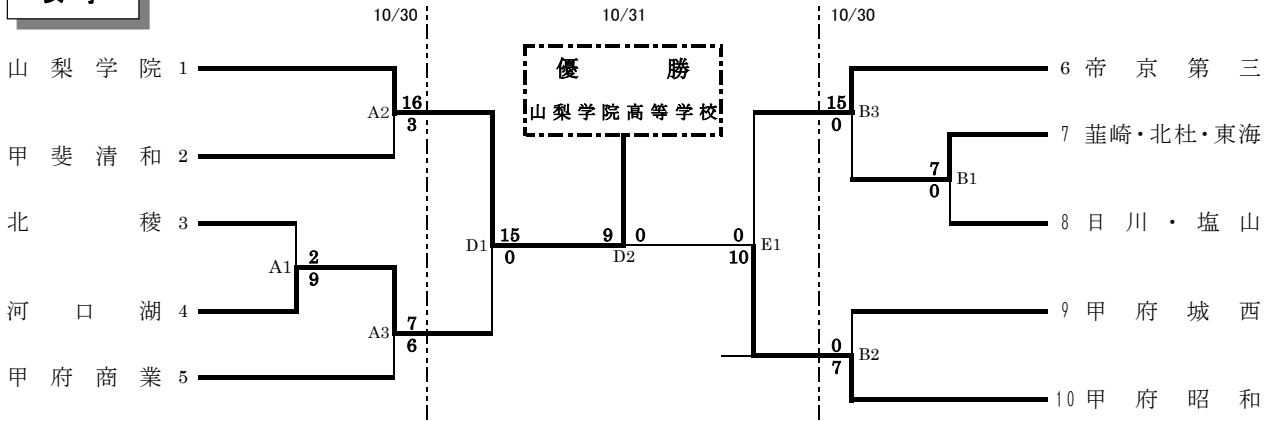 女子
10/30 10/31 10/30
優勝
山梨学院高等学校
山梨学院 1
甲斐清和 2
北稜 3
河口湖 4
甲府商業 5
A2 16 3
A1 2 9
A3 7 6
D1 15 0
9 0
D2
0 10 E1
15 0 B3
7 0 B1
0 7 B2
6 帝京第三
7 韮崎・北杜・東海
8 日川・塩山
9 甲府城西
10 甲府昭和